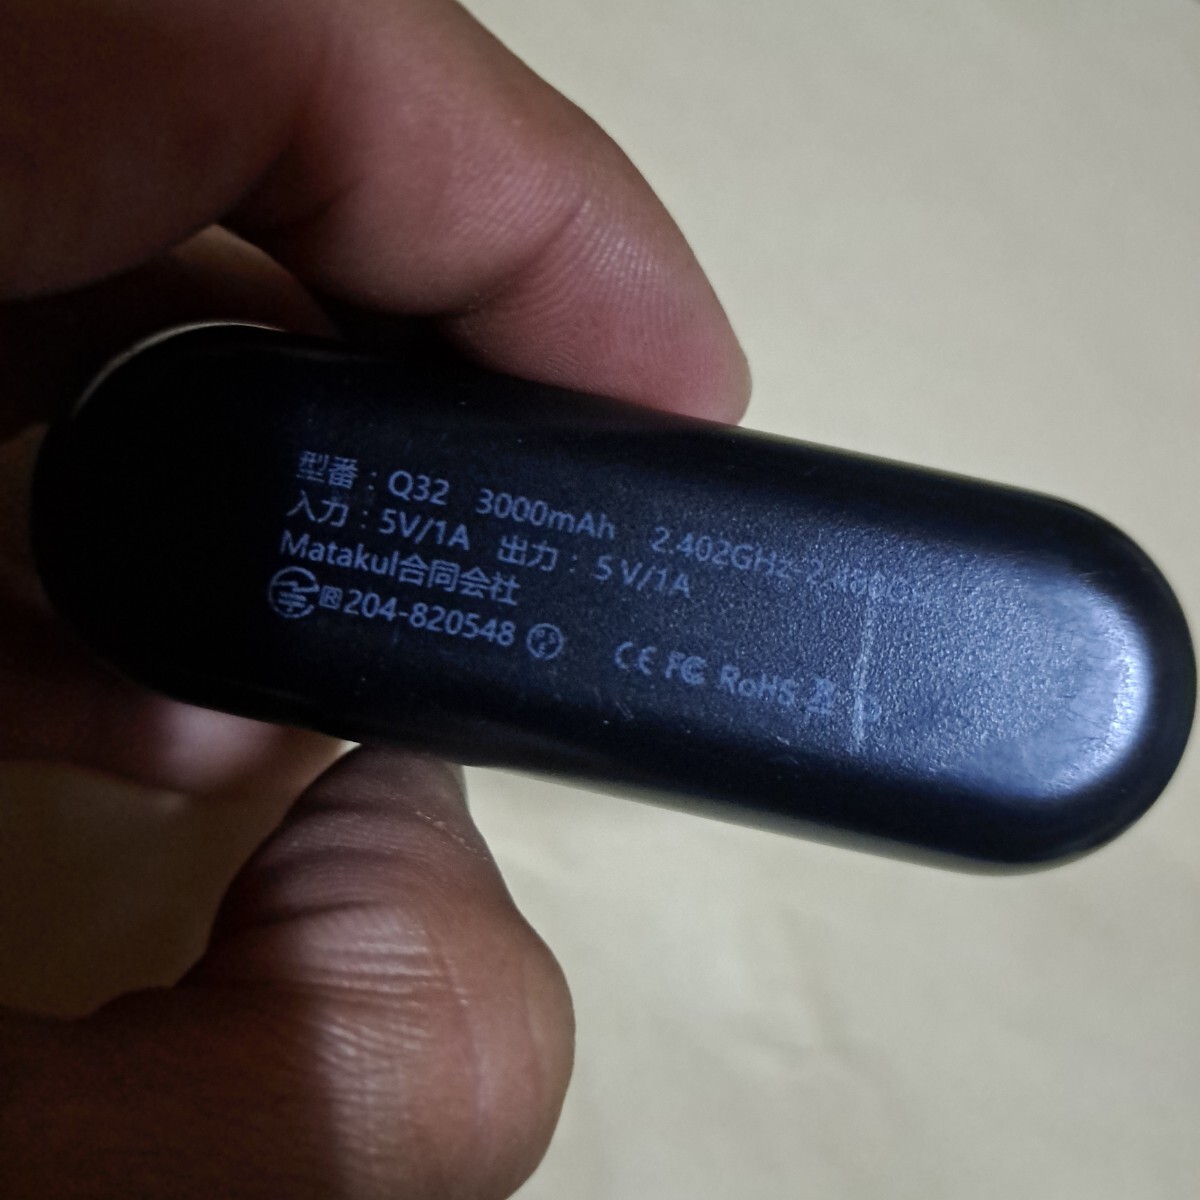 型番：Q32 3000mAh 2.402GHz
入力：5V/1A 出力：5V/1A
Matakul合同会社
R 204-820548 CE FC RoHS